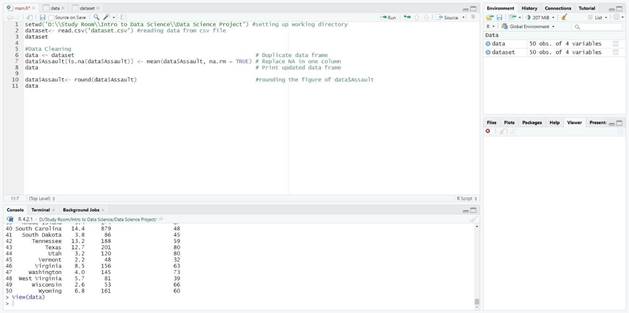 main.R*
data
dataset
Source on Save
Run
Source
1 setwd("D:\\Study Room\\Intro to Data Science\\Data Science Project") #setting up working directory
2 dataset<- read.csv("dataset.csv") #reading data from csv file
3 dataset
4
5 #Data Cleaning
6 data <- dataset # Duplicate data frame
7 data$Assault[is.na(data$Assault)] <- mean(data$Assault, na.rm = TRUE) # Replace NA in one column
8 data # Print updated data frame
9
10 data$Assault<- round(data$Assault) #rounding the figure of data$Assault
11 data
(Top Level)
R Script
Console Terminal Background Jobs
R 4.2.1 · D:/Study Room/Intro to Data Science/Data Science Project/
40 South Carolina 14.4 879 48
41 South Dakota 3.8 86 45
42 Tennessee 13.2 188 59
43 Texas 12.7 201 80
44 Utah 3.2 120 80
45 Vermont 2.2 48 32
46 Virginia 8.5 156 63
47 Washington 4.0 145 73
48 West Virginia 5.7 81 39
49 Wisconsin 2.6 53 66
50 Wyoming 6.8 161 60
> View(data)
>
Environment History Connections Tutorial
207 MiB
List
R Global Environment
Data
data 50 obs. of 4 variables
dataset 50 obs. of 4 variables
Files Plots Packages Help Viewer Present